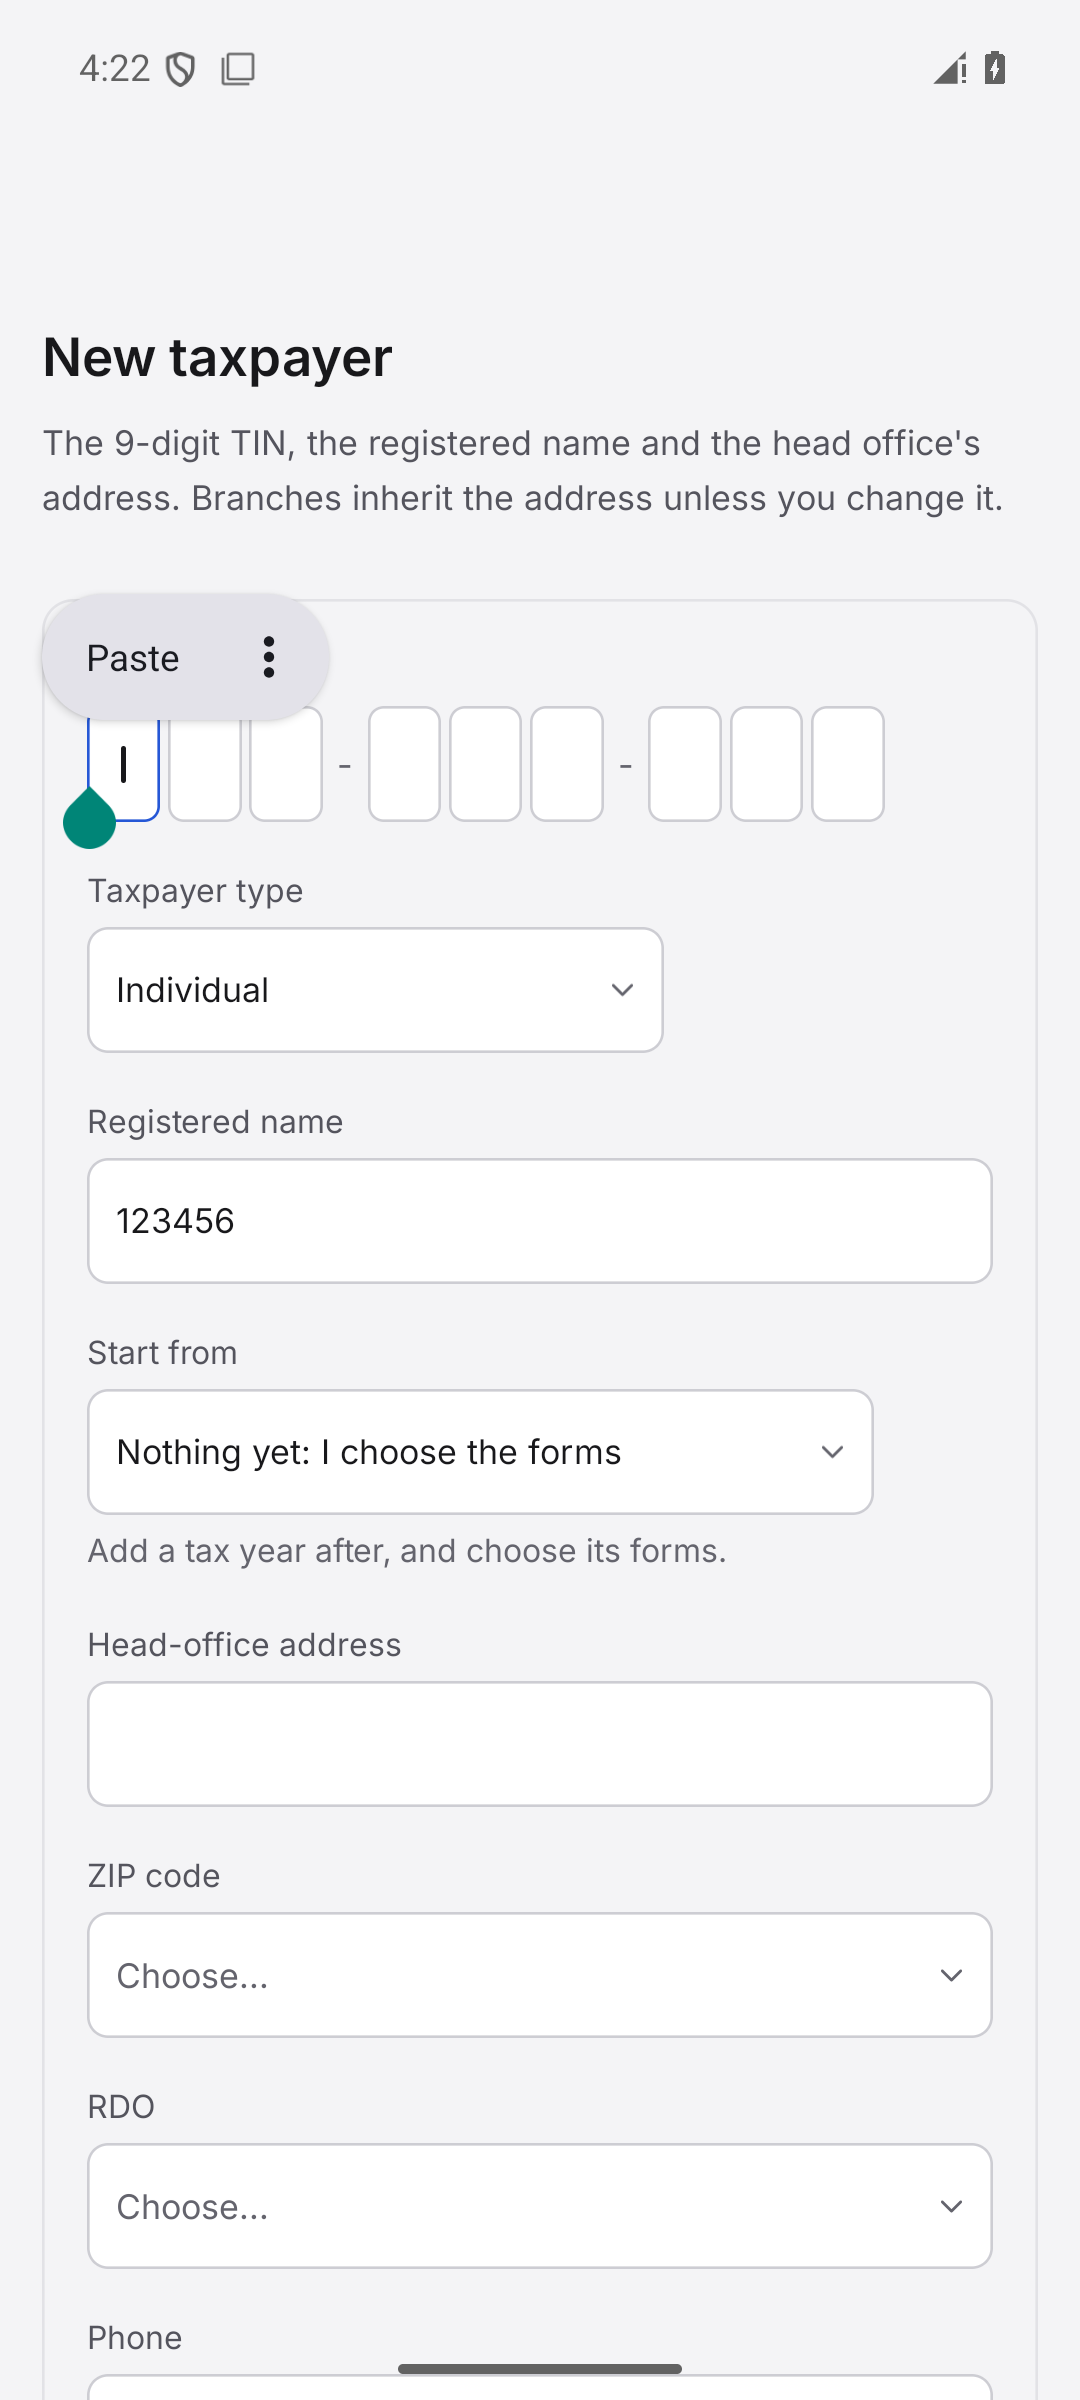 4:22
New taxpayer
The 9-digit TIN, the registered name and the head office's
address. Branches inherit the address unless you change it.
Paste
- -
Taxpayer type
Individual
Registered name
123456
Start from
Nothing yet: I choose the forms
Add a tax year after, and choose its forms.
Head-office address
ZIP code
Choose...
RDO
Choose...
Phone